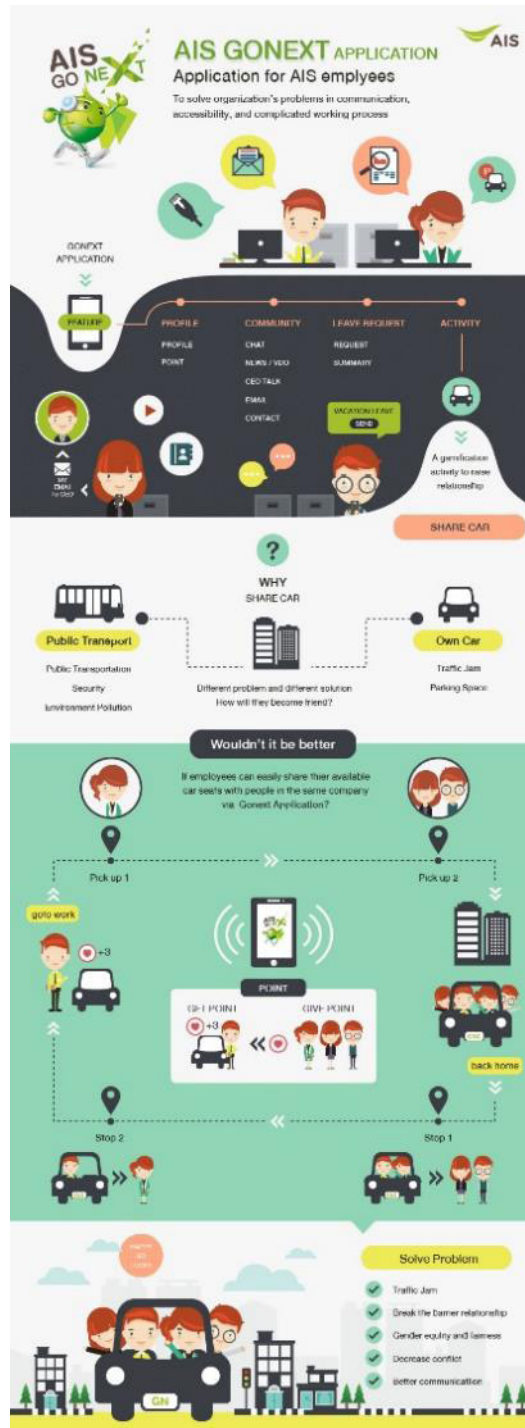 AIS
GO NEXT
AIS GONEXT APPLICATION
Application for AIS emplyees
To solve organization's problems in communication,
accessibility, and complicated working process
AIS
GONEXT
APPLICATION
FEATURE
PROFILE
PROFILE
POINT
COMMUNITY
CHAT
NEWS / VDO
CEO TALK
EMAIL
CONTACT
LEAVE REQUEST
REQUEST
SUMMARY
ACTIVITY
VACATION LEAVE
SEND
EMAIL
A gamification
activity to raise
relationship
SHARE CAR
?
WHY
SHARE CAR
Public Transport
Public Transportation
Security
Environment Pollution
Different problem and different solution
How will they become friend?
Own Car
Traffic Jam
Parking Space
Wouldn't it be better
If employees can easily share thier available
car seats with people in the same company
via Gonext Application?
Pick up 1
Pick up 2
goto work
+3
POINT
GET POINT
+3
GIVE POINT
back home
Stop 2
Stop 1
Solve Problem
Traffic Jam
Break the barrier relationship
Gender equity and fairness
Decrease conflict
Better communication
GN